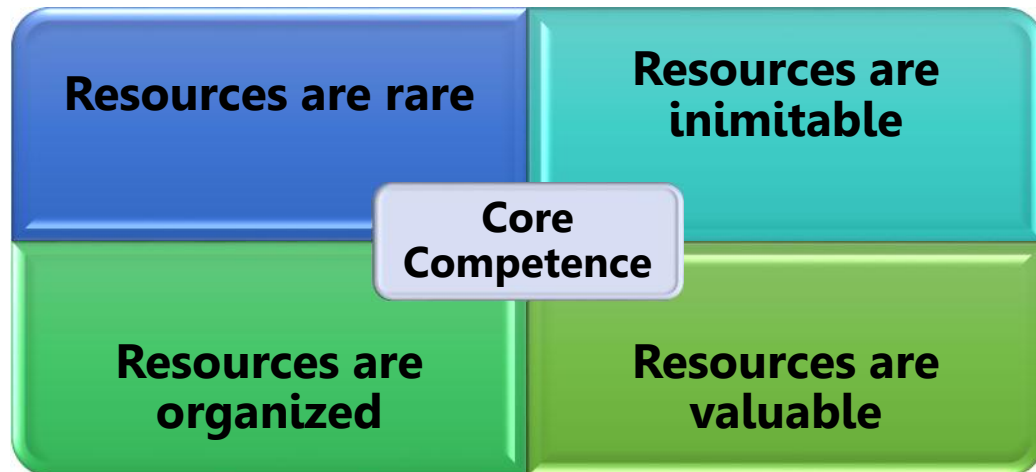 Resources are rare
Resources are
inimitable
Core
Competence
Resources are
organized
Resources are
valuable